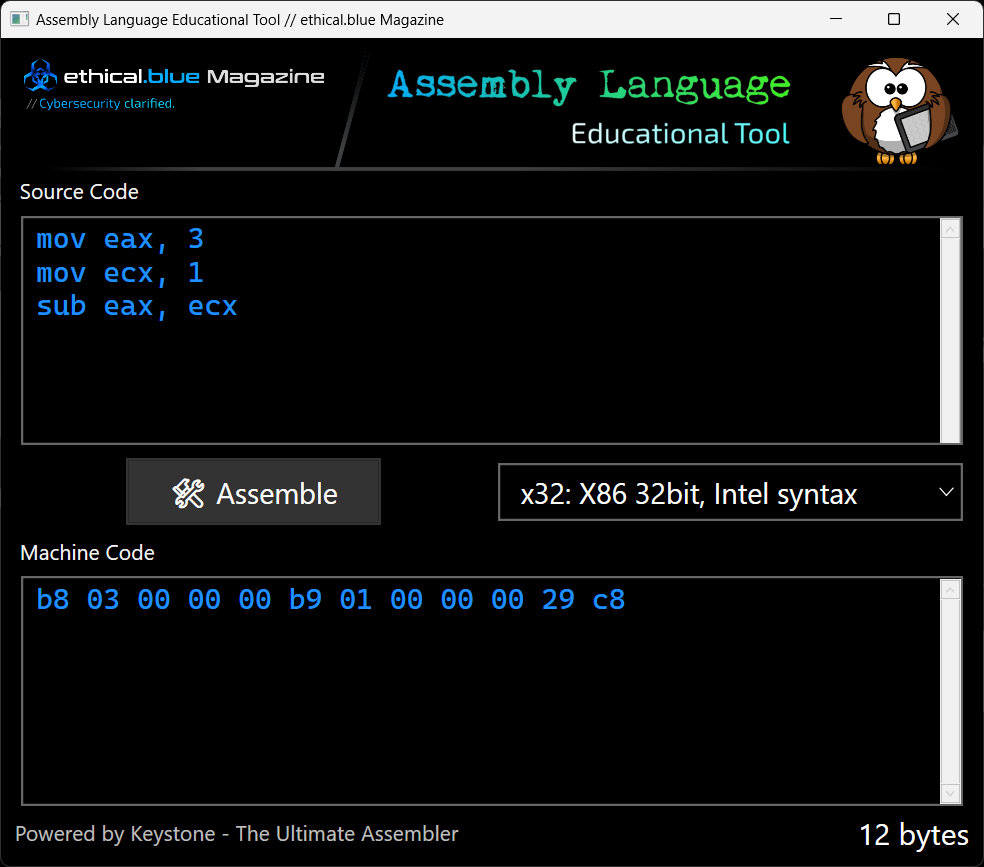 Assembly Language Educational Tool // ethical.blue Magazine
ethical.blue Magazine
// Cybersecurity clarified.
Assembly Language
Educational Tool
Source Code
mov eax, 3
mov ecx, 1
sub eax, ecx
Assemble
x32: X86 32bit, Intel syntax
Machine Code
b8 03 00 00 00 b9 01 00 00 00 29 c8
Powered by Keystone - The Ultimate Assembler
12 bytes